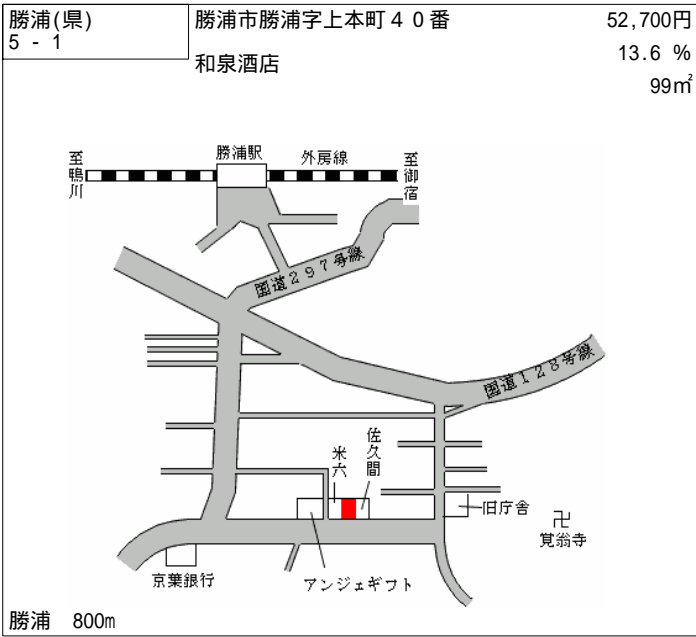 勝浦(県)
5 - 1
勝浦市勝浦字上本町４０番
和泉酒店
52,700円
13.6 %
99㎡
至鴨川
勝浦駅
外房線
至御宿
国道２９７号線
国道１２８号線
米六
佐久間
旧庁舎
卍
覚翁寺
京葉銀行
アンジェギフト
勝浦 800m